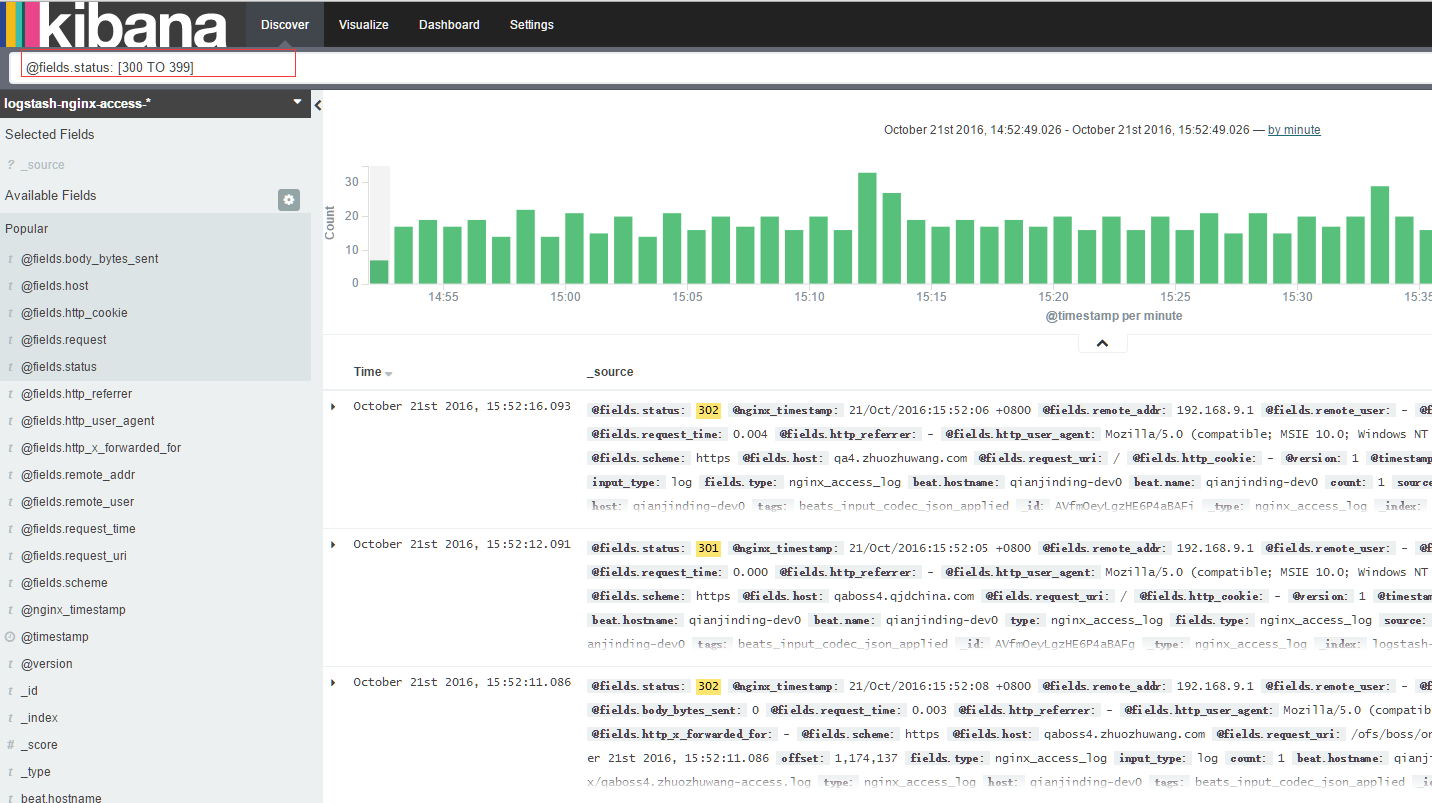 kibana Discover Visualize Dashboard Settings
@fields.status: [300 TO 399]
logstash-nginx-access-*
Selected Fields
? _source
Available Fields
Popular
t @fields.body_bytes_sent
t @fields.host
t @fields.http_cookie
t @fields.request
t @fields.status
t @fields.http_referrer
t @fields.http_user_agent
t @fields.http_x_forwarded_for
t @fields.remote_addr
t @fields.remote_user
t @fields.request_time
t @fields.request_uri
t @fields.scheme
t @nginx_timestamp
@timestamp
t @version
t _id
t _index
# _score
t _type
t beat.hostname
October 21st 2016, 14:52:49.026 - October 21st 2016, 15:52:49.026 — by minute
Count
30
20
10
0
14:55 15:00 15:05 15:10 15:15 15:20 15:25 15:30 15:35
@timestamp per minute
Time _source
October 21st 2016, 15:52:16.093
@fields.status: 302 @nginx_timestamp: 21/Oct/2016:15:52:06 +0800 @fields.remote_addr: 192.168.9.1 @fields.remote_user: -
@fields.request_time: 0.004 @fields.http_referrer: - @fields.http_user_agent: Mozilla/5.0 (compatible; MSIE 10.0; Windows NT
@fields.scheme: https @fields.host: qa4.zhuozhuwang.com @fields.request_uri: / @fields.http_cookie: - @version: 1 @timestamp
input_type: log fields.type: nginx_access_log beat.hostname: qianjinding-dev0 beat.name: qianjinding-dev0 count: 1 source
host: qianjinding-dev0 tags: beats_input_codec_json_applied _id: AVfmOeyLgzHE6P4aBAFi _type: nginx_access_log _index:
October 21st 2016, 15:52:12.091
@fields.status: 301 @nginx_timestamp: 21/Oct/2016:15:52:05 +0800 @fields.remote_addr: 192.168.9.1 @fields.remote_user: -
@fields.request_time: 0.000 @fields.http_referrer: - @fields.http_user_agent: Mozilla/5.0 (compatible; MSIE 10.0; Windows NT
@fields.scheme: https @fields.host: qaboss4.qjdchina.com @fields.request_uri: / @fields.http_cookie: - @version: 1 @timestam
beat.hostname: qianjinding-dev0 beat.name: qianjinding-dev0 type: nginx_access_log fields.type: nginx_access_log source:
anjinding-dev0 tags: beats_input_codec_json_applied _id: AVfmOeyLgzHE6P4aBAFg _type: nginx_access_log _index: logstash-
October 21st 2016, 15:52:11.086
@fields.status: 302 @nginx_timestamp: 21/Oct/2016:15:52:08 +0800 @fields.remote_addr: 192.168.9.1 @fields.remote_user: -
@fields.body_bytes_sent: 0 @fields.request_time: 0.003 @fields.http_referrer: - @fields.http_user_agent: Mozilla/5.0 (compatib
@fields.http_x_forwarded_for: - @fields.scheme: https @fields.host: qaboss4.zhuozhuwang.com @fields.request_uri: /ofs/boss/or
er 21st 2016, 15:52:11.086 offset: 1,174,137 fields.type: nginx_access_log input_type: log count: 1 beat.hostname: qianj
x/qaboss4.zhuozhuwang-access.log type: nginx_access_log host: qianjinding-dev0 tags: beats_input_codec_json_applied